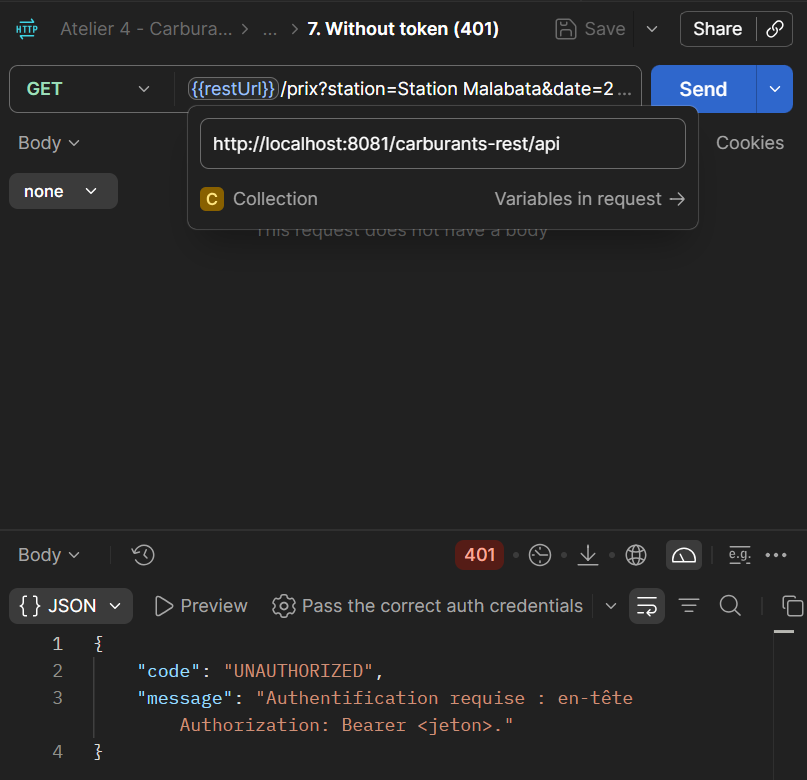 HTTP Atelier 4 - Carbura... > ... > 7. Without token (401) Save Share
GET {{restUrl}}/prix?station=Station Malabata&date=2 ... Send
http://localhost:8081/carburants-rest/api
C Collection Variables in request →
Body Cookies
none
This request does not have a body
Body 401 e.g.
{} JSON Preview Pass the correct auth credentials
1 {
2 "code": "UNAUTHORIZED",
3 "message": "Authentification requise : en-tête
Authorization: Bearer <jeton>."
4 }